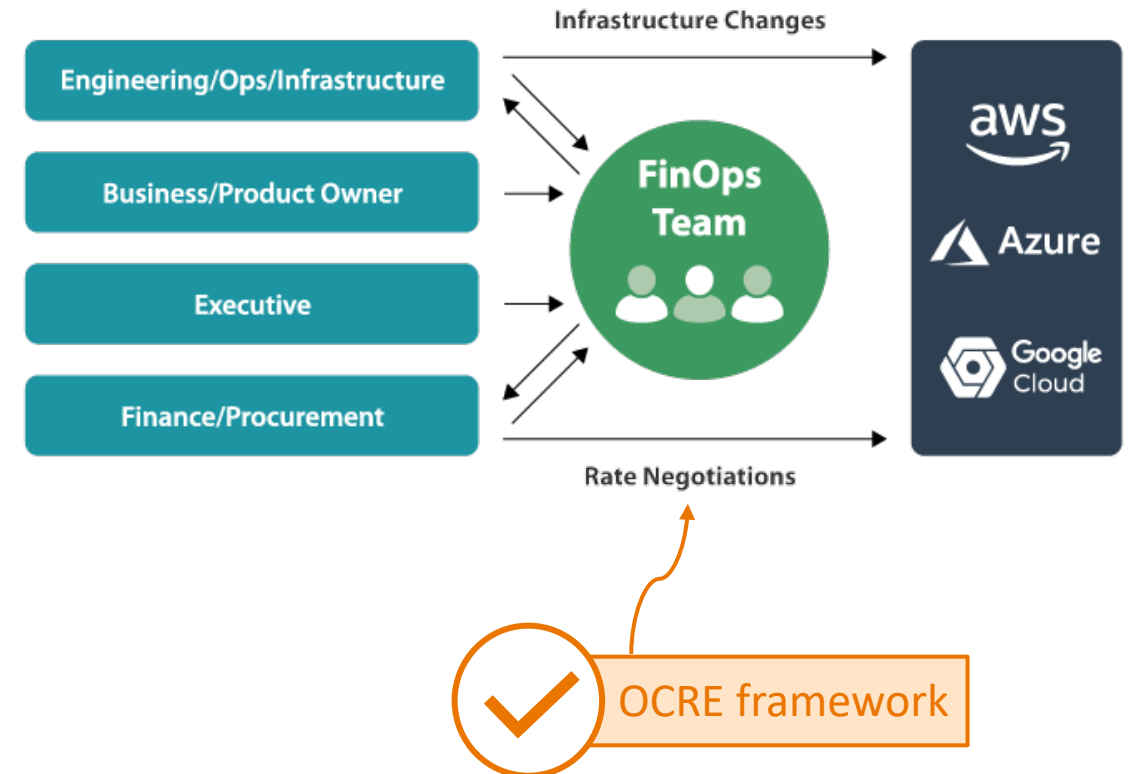 Infrastructure Changes
Engineering/Ops/Infrastructure
Business/Product Owner
Executive
Finance/Procurement
FinOps
Team
aws
Azure
Google
Cloud
Rate Negotiations
OCRE framework